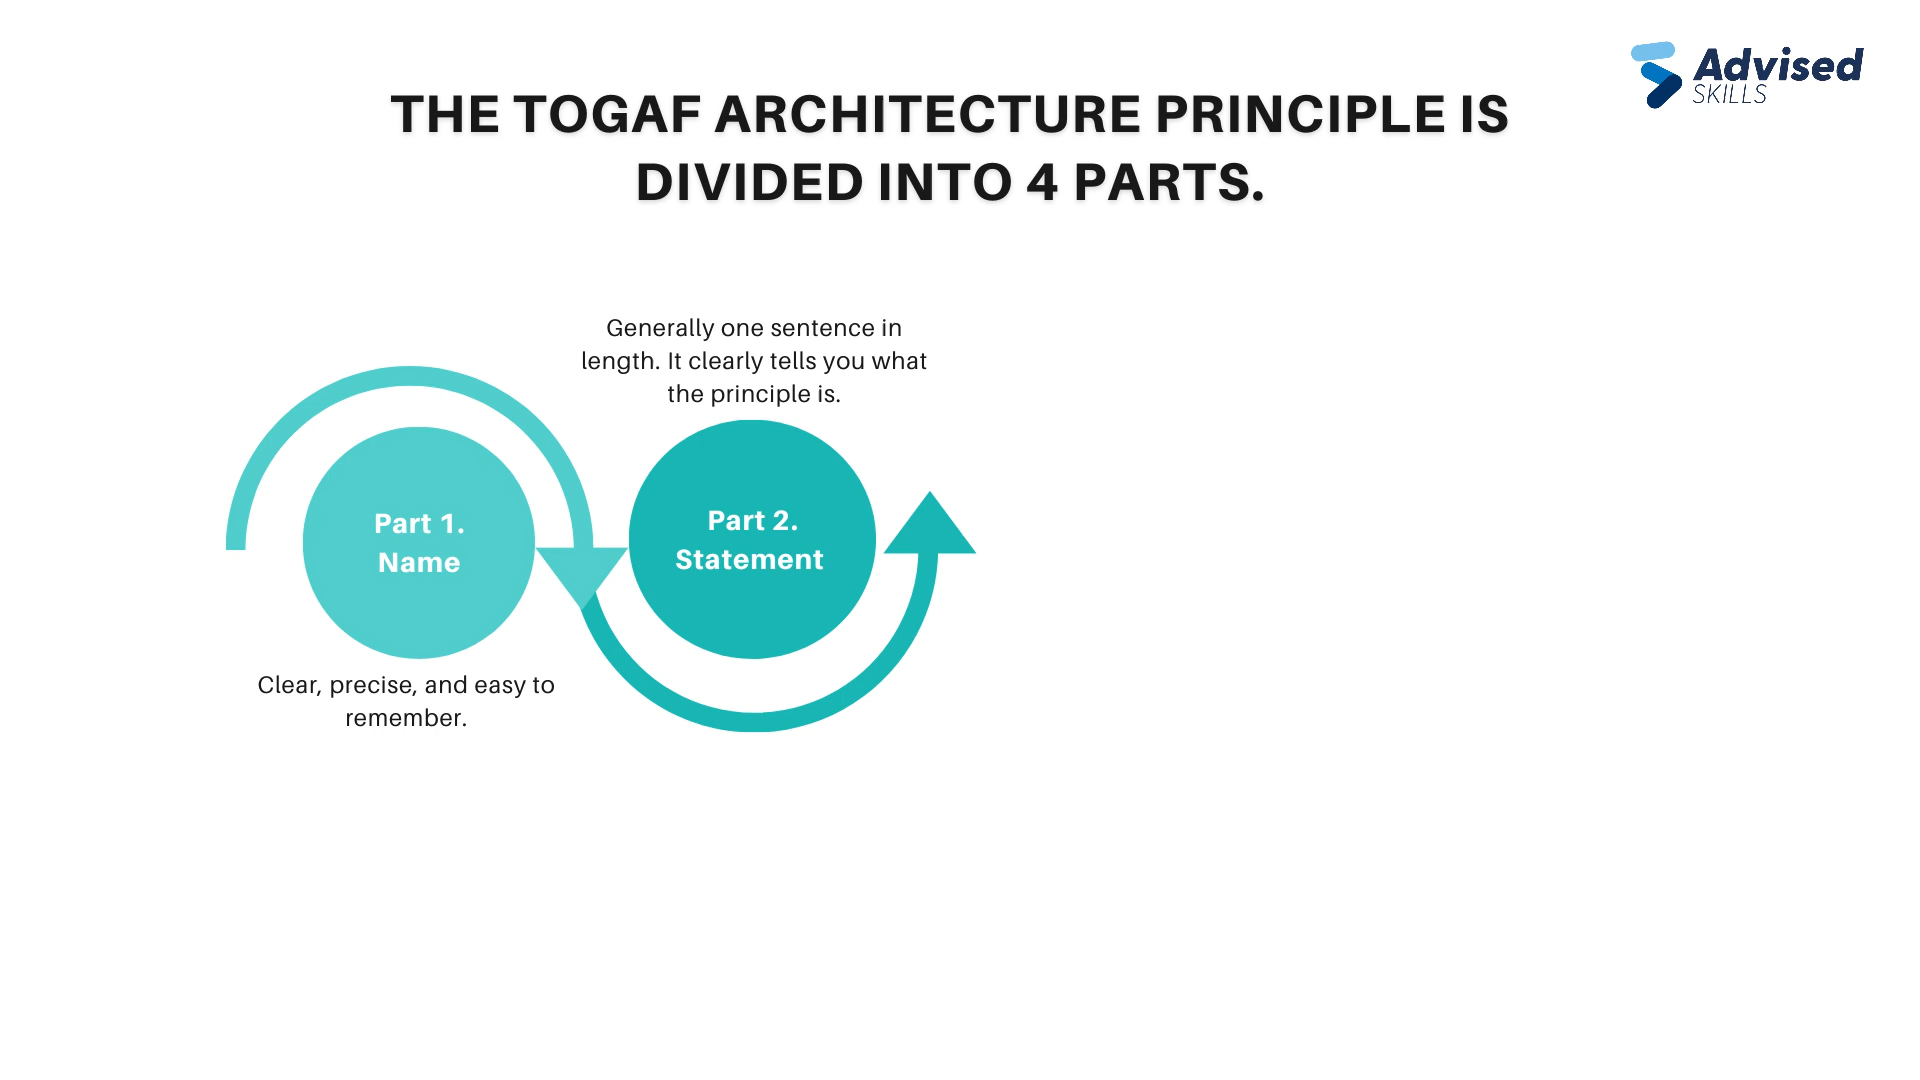 Advised
SKILLS
THE TOGAF ARCHITECTURE PRINCIPLE IS
DIVIDED INTO 4 PARTS.
Part 1.
Name
Clear, precise, and easy to
remember.
Generally one sentence in
length. It clearly tells you what
the principle is.
Part 2.
Statement